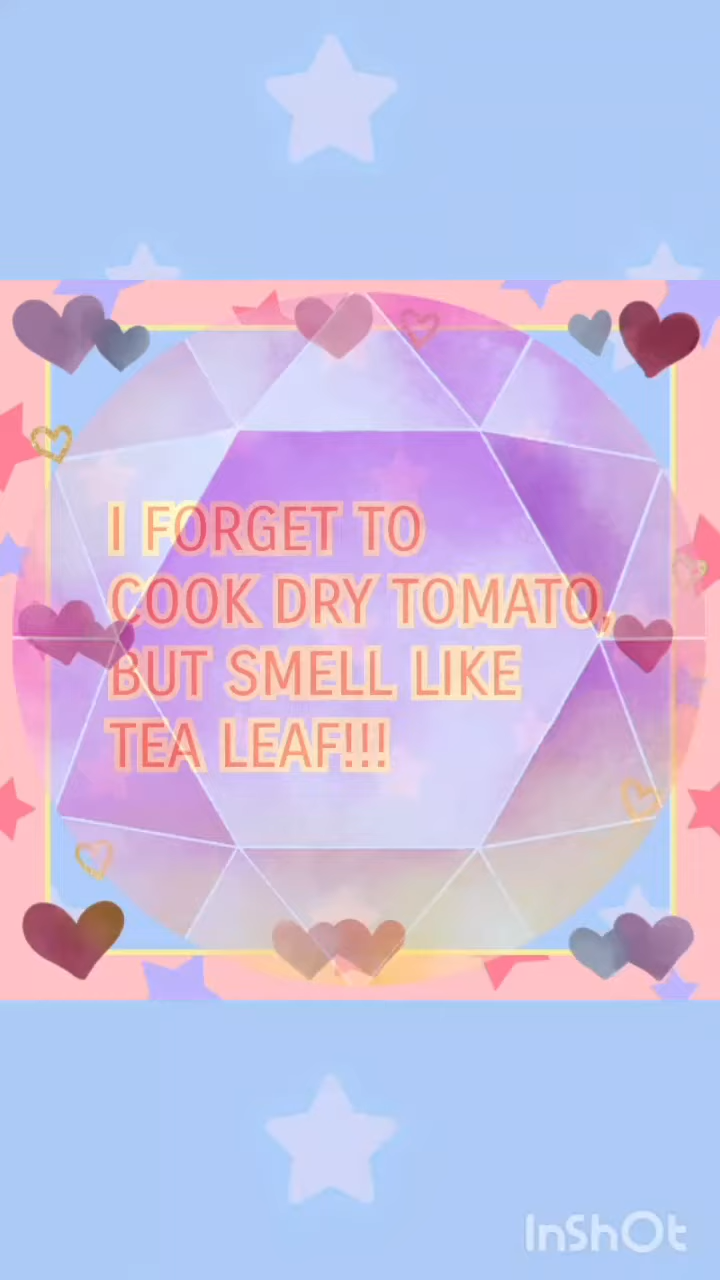 I FORGET TO
COOK DRY TOMATO,
BUT SMELL LIKE
TEA LEAF!!!
InShOt